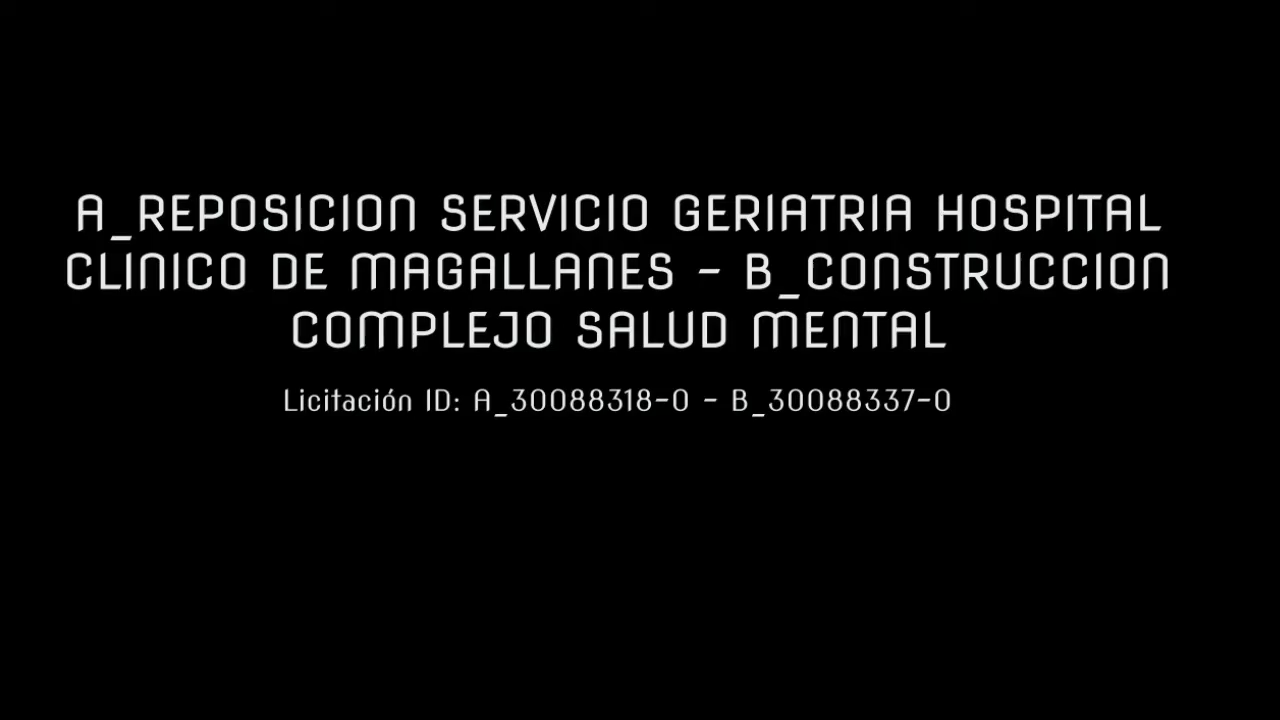 A_REPOSICION SERVICIO GERIATRIA HOSPITAL
CLINICO DE MAGALLANES - B_CONSTRUCCION
COMPLEJO SALUD MENTAL
Licitación ID: A_30088318-0 - B_30088337-0